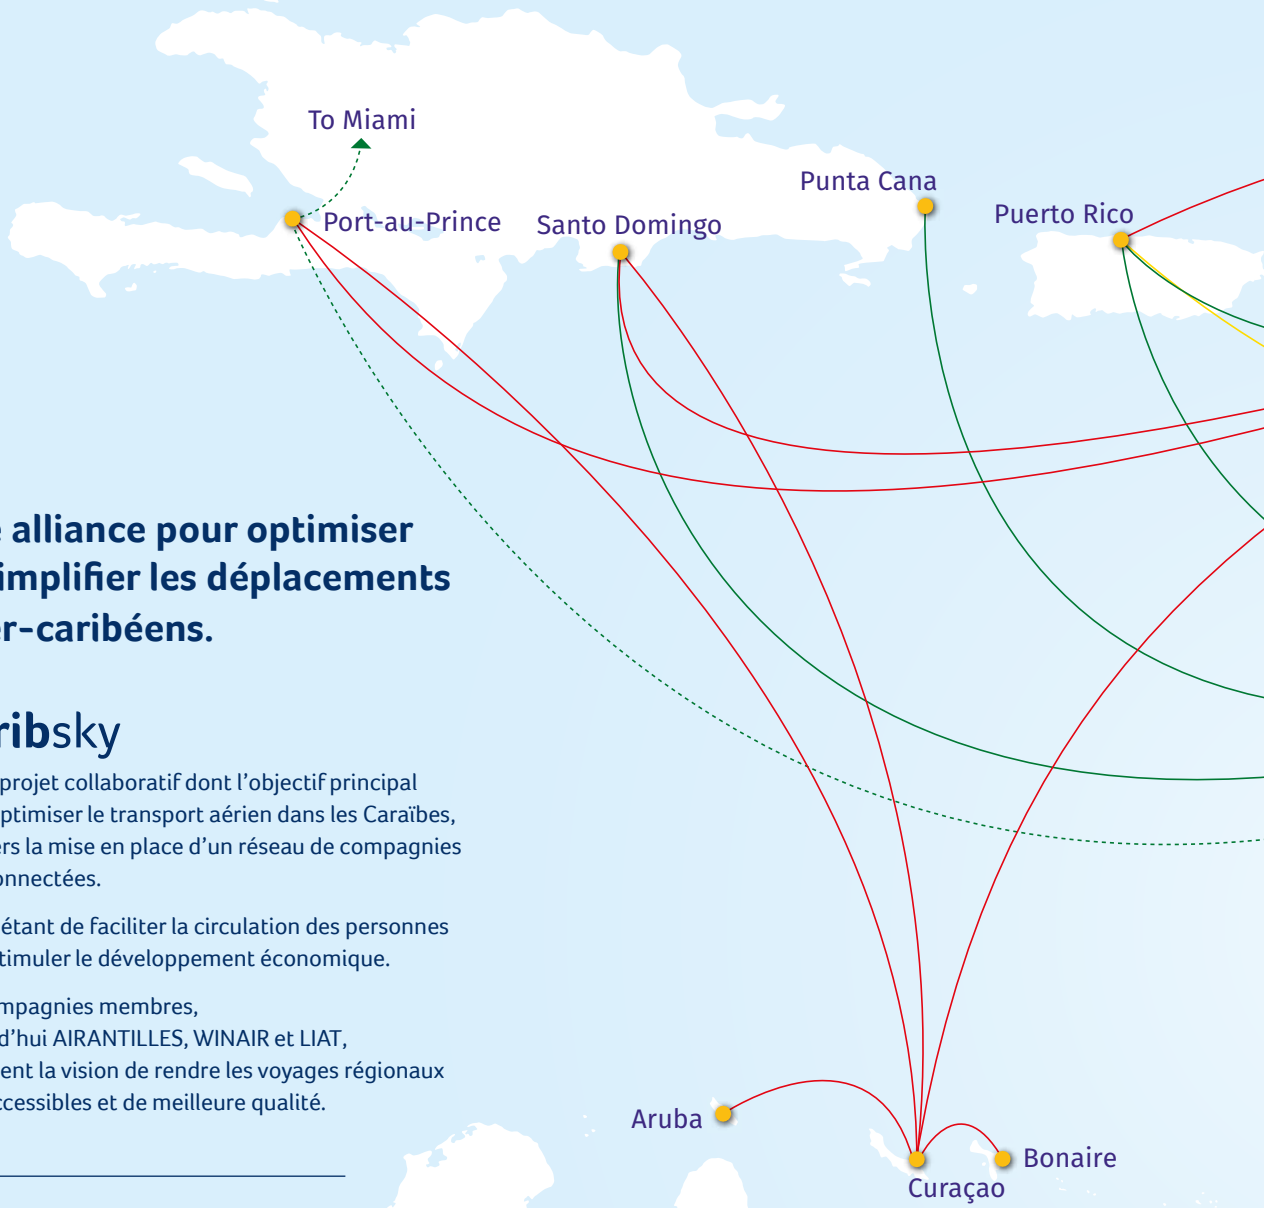 To Miami
Punta Cana
Puerto Rico
Port-au-Prince
Santo Domingo
alliance pour optimiser
implifier les déplacements
r-caribéens.
ribsky
projet collaboratif dont l’objectif principal
ptimiser le transport aérien dans les Caraïbes,
ers la mise en place d’un réseau de compagnies
onnectées.
étant de faciliter la circulation des personnes
timuler le développement économique.
mpagnies membres,
d’hui AIRANTILLES, WINAIR et LIAT,
ent la vision de rendre les voyages régionaux
ccessibles et de meilleure qualité.
Aruba
Bonaire
Curaçao